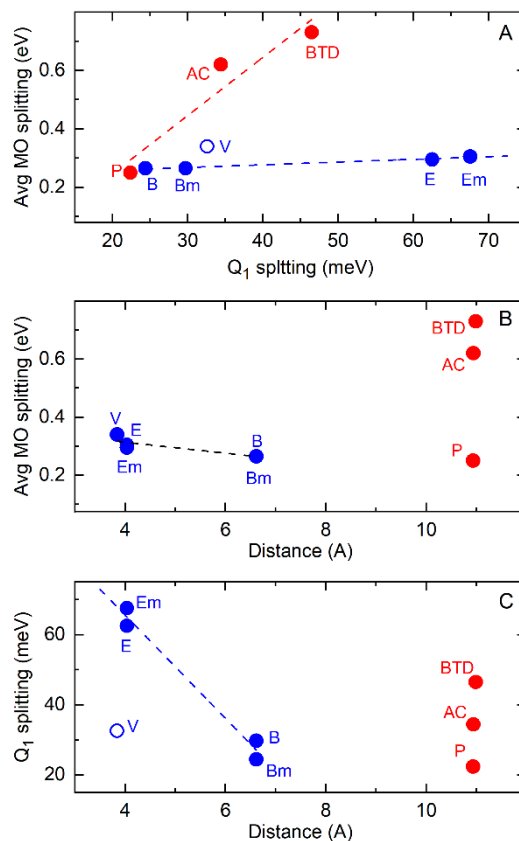 A
BTD
AC
V
P
B
Bm
E
Em
0.6
0.4
0.2
Avg MO splitting (eV)
20 30 40 50 60 70
Q1 spltting (meV)
B
BTD
AC
V
E
Em
B
Bm
P
0.6
0.4
0.2
Avg MO splitting (eV)
4 6 8 10
Distance (A)
C
Em
E
BTD
V
B
AC
Bm
P
60
40
20
Q1 splitting (meV)
4 6 8 10
Distance (A)